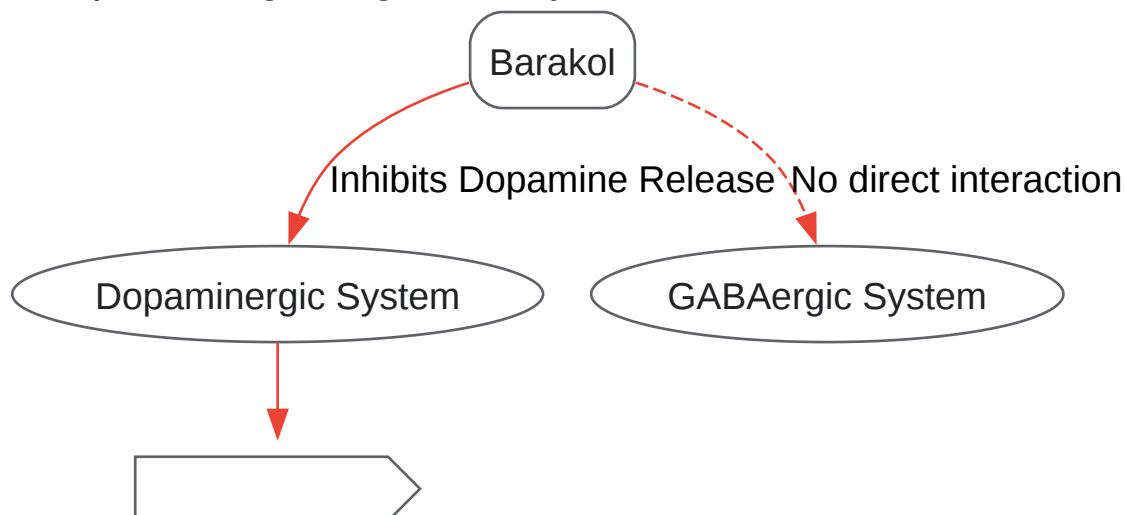 Barakol
Inhibits Dopamine Release No direct interaction
Dopaminergic System GABAergic System